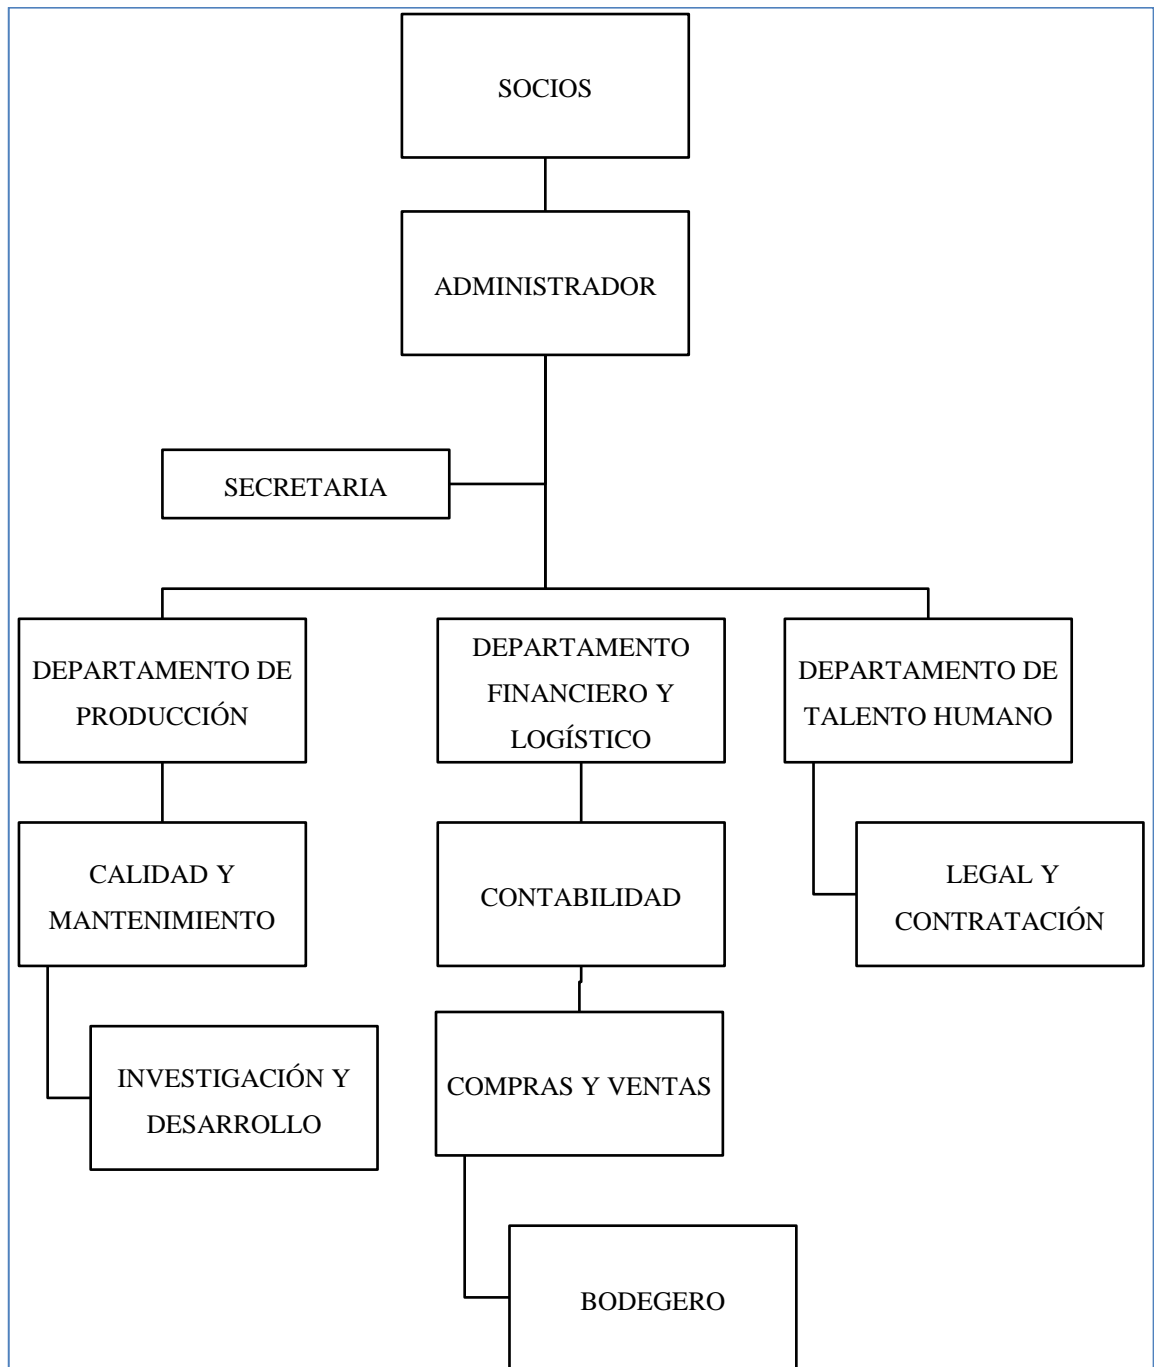 SOCIOS
ADMINISTRADOR
SECRETARIA
DEPARTAMENTO DE
PRODUCCIÓN
DEPARTAMENTO
FINANCIERO Y
LOGÍSTICO
DEPARTAMENTO DE
TALENTO HUMANO
CALIDAD Y
MANTENIMIENTO
CONTABILIDAD
LEGAL Y
CONTRATACIÓN
INVESTIGACIÓN Y
DESARROLLO
COMPRAS Y VENTAS
BODEGERO